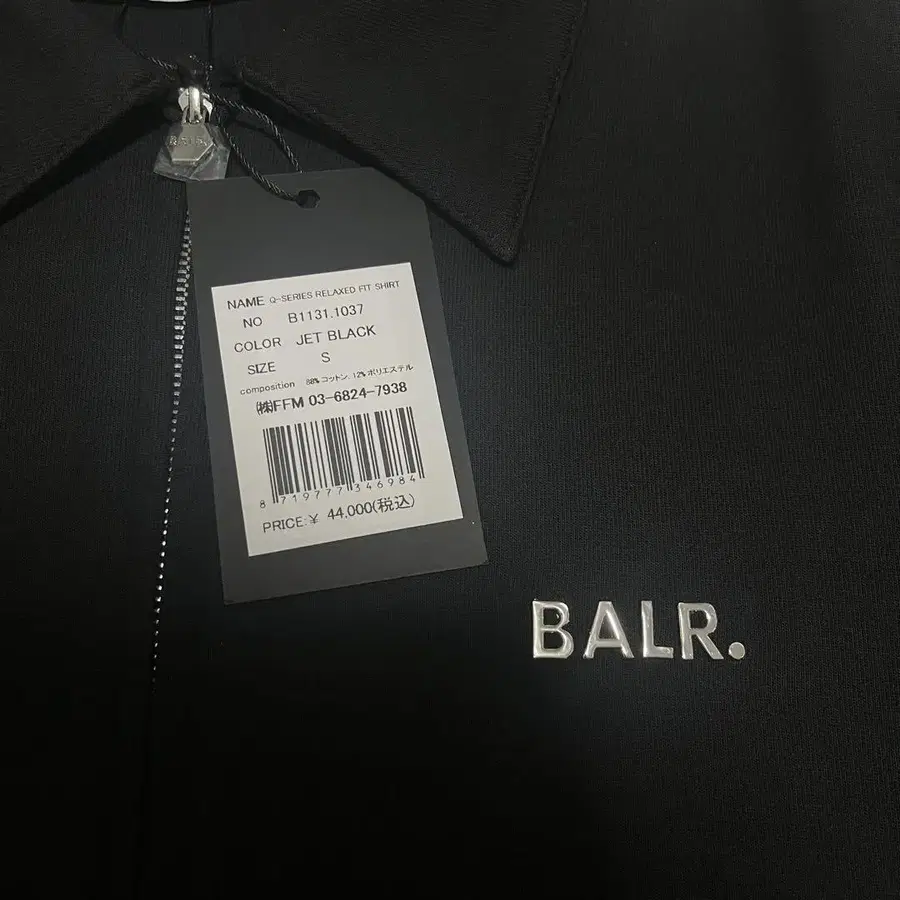 BALR.
NAME Q-SERIES RELAXED FIT SHIRT
NO B1131.1037
COLOR JET BLACK
SIZE S
composition 88% コットン、12% ポリエステル
㈱FFM 03-6824-7938
8 719777 346984
PRICE:¥ 44,000(税込)
BALR.